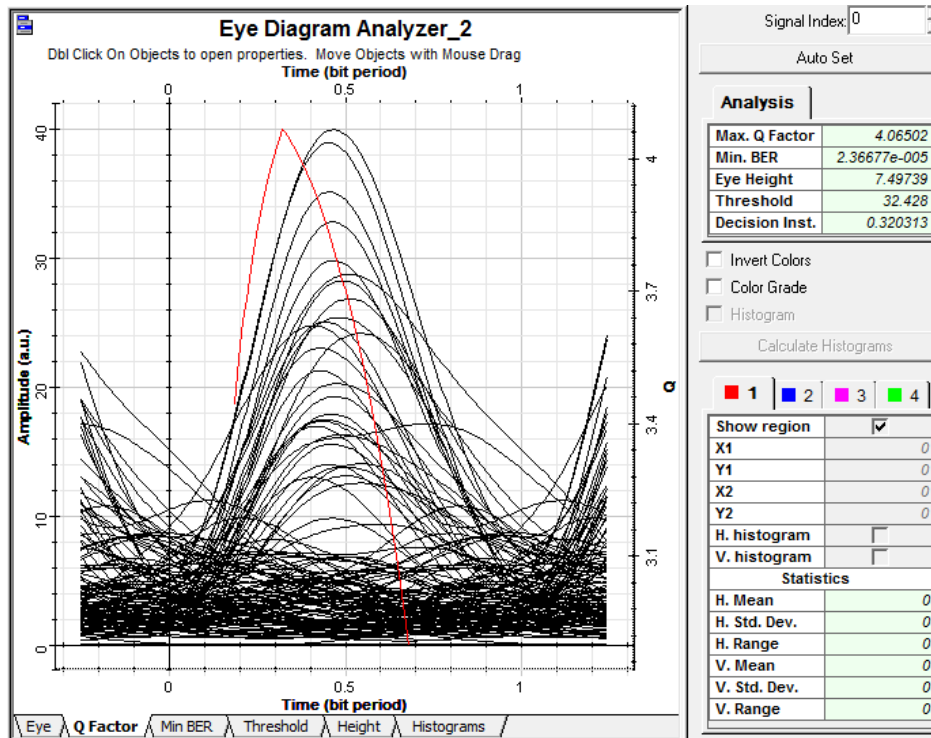 Eye Diagram Analyzer_2
Dbl Click On Objects to open properties. Move Objects with Mouse Drag
Time (bit period)
0 0.5 1
Amplitude (a.u.)
40
30
20
10
0
Q
4
3.7
3.4
3.1
0 0.5 1
Time (bit period)
Eye Q Factor Min BER Threshold Height Histograms
Signal Index: 0
Auto Set
Analysis
Max. Q Factor 4.06502
Min. BER 2.36677e-005
Eye Height 7.49739
Threshold 32.428
Decision Inst. 0.320313
Invert Colors
Color Grade
Histogram
Calculate Histograms
1 2 3 4
Show region
X1 0
Y1 0
X2 0
Y2 0
H. histogram
V. histogram
Statistics
H. Mean 0
H. Std. Dev. 0
H. Range 0
V. Mean 0
V. Std. Dev. 0
V. Range 0